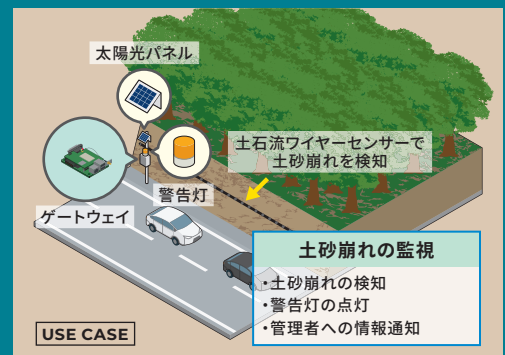 太陽光パネル
土石流ワイヤーセンサーで
土砂崩れを検知
警告灯
ゲートウェイ
土砂崩れの監視
・土砂崩れの検知
・警告灯の点灯
・管理者への情報通知
USE CASE